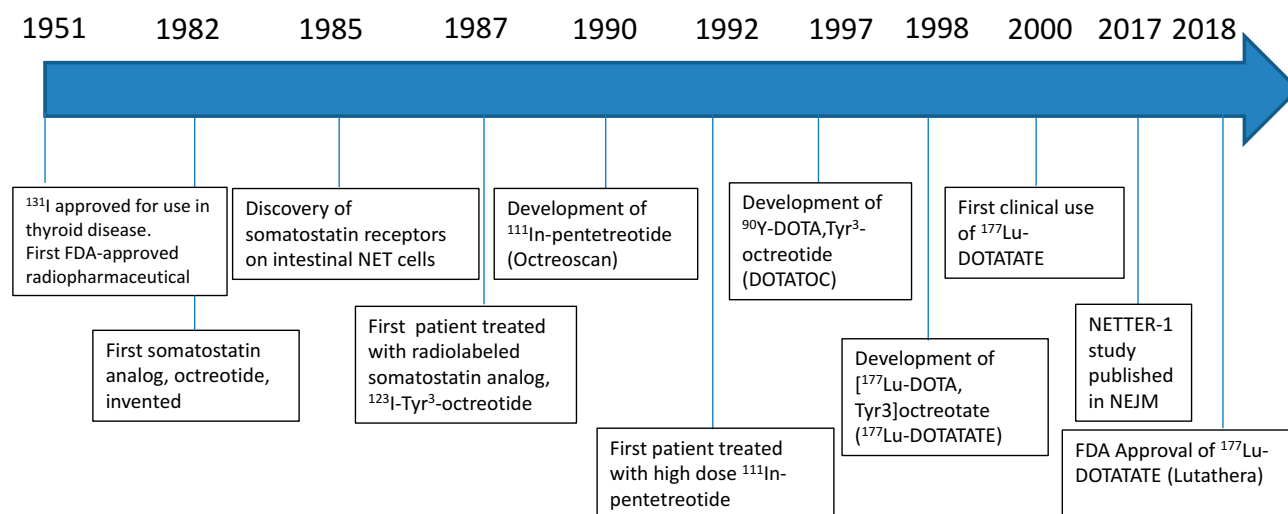 1951 1982 1985 1987 1990 1992 1997 1998 2000 2017 2018
¹³¹I approved for use in
thyroid disease.
First FDA-approved
radiopharmaceutical
First somatostatin
analog, octreotide,
invented
Discovery of
somatostatin receptors
on intestinal NET cells
First patient treated
with radiolabeled
somatostatin analog,
¹²³I-Tyr³-octreotide
Development of
¹¹¹In-pentetreotide
(Octreoscan)
First patient treated
with high dose ¹¹¹In-
pentetreotide
Development of
⁹⁰Y-DOTA,Tyr³-
octreotide
(DOTATOC)
Development of
[¹⁷⁷Lu-DOTA,
Tyr3]octreotate
(¹⁷⁷Lu-DOTATATE)
First clinical use
of ¹⁷⁷Lu-
DOTATATE
NETTER-1
study
published
in NEJM
FDA Approval of ¹⁷⁷Lu-
DOTATATE (Lutathera)